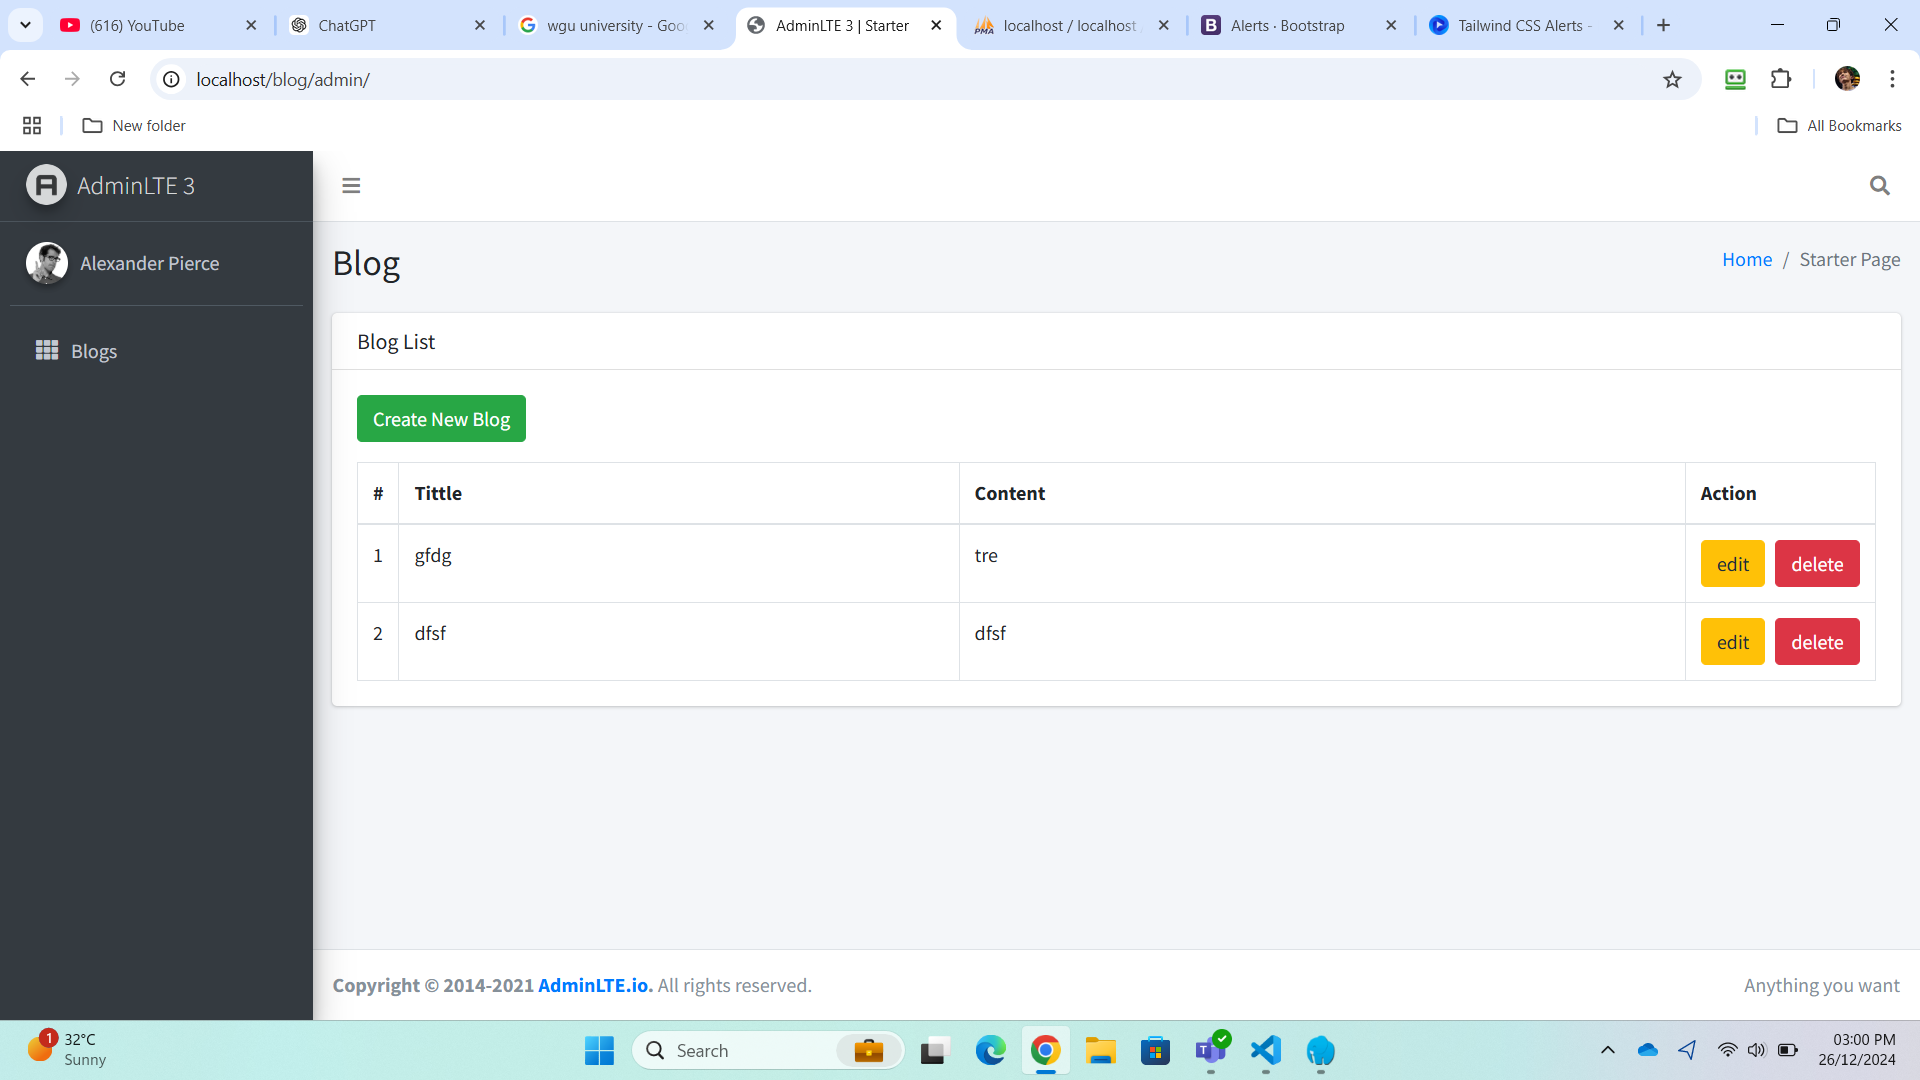 (616) YouTube
ChatGPT
wgu university - Goo
AdminLTE 3 | Starter
PMA
localhost / localhost
B
Alerts · Bootstrap
Tailwind CSS Alerts -
localhost/blog/admin/
New folder
All Bookmarks
AdminLTE 3
Alexander Pierce
Blogs
Blog
Home / Starter Page
Blog List
Create New Blog
# Tittle Content Action
1 gfdg tre edit delete
2 dfsf dfsf edit delete
Copyright © 2014-2021 AdminLTE.io. All rights reserved.
Anything you want
1
32°C
Sunny
Search
T
03:00 PM
26/12/2024